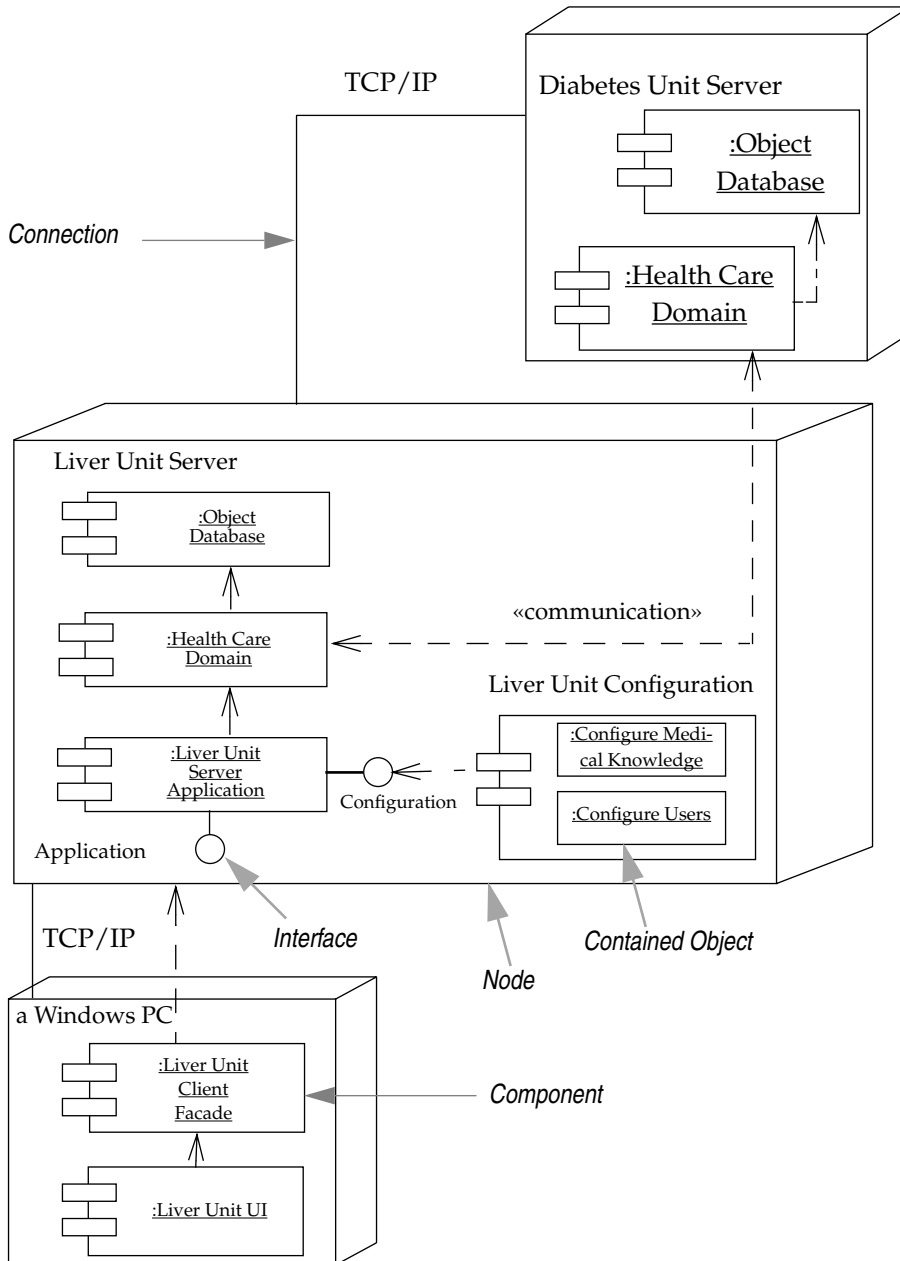 TCP/IP
Diabetes Unit Server
:Object
Database
Connection
:Health Care
Domain
Liver Unit Server
:Object
Database
«communication»
:Health Care
Domain
Liver Unit Configuration
:Liver Unit
Server
Application
Configuration
:Configure Medi-
cal Knowledge
:Configure Users
Application
TCP/IP
Interface
Contained Object
Node
a Windows PC
:Liver Unit
Client
Facade
Component
:Liver Unit UI